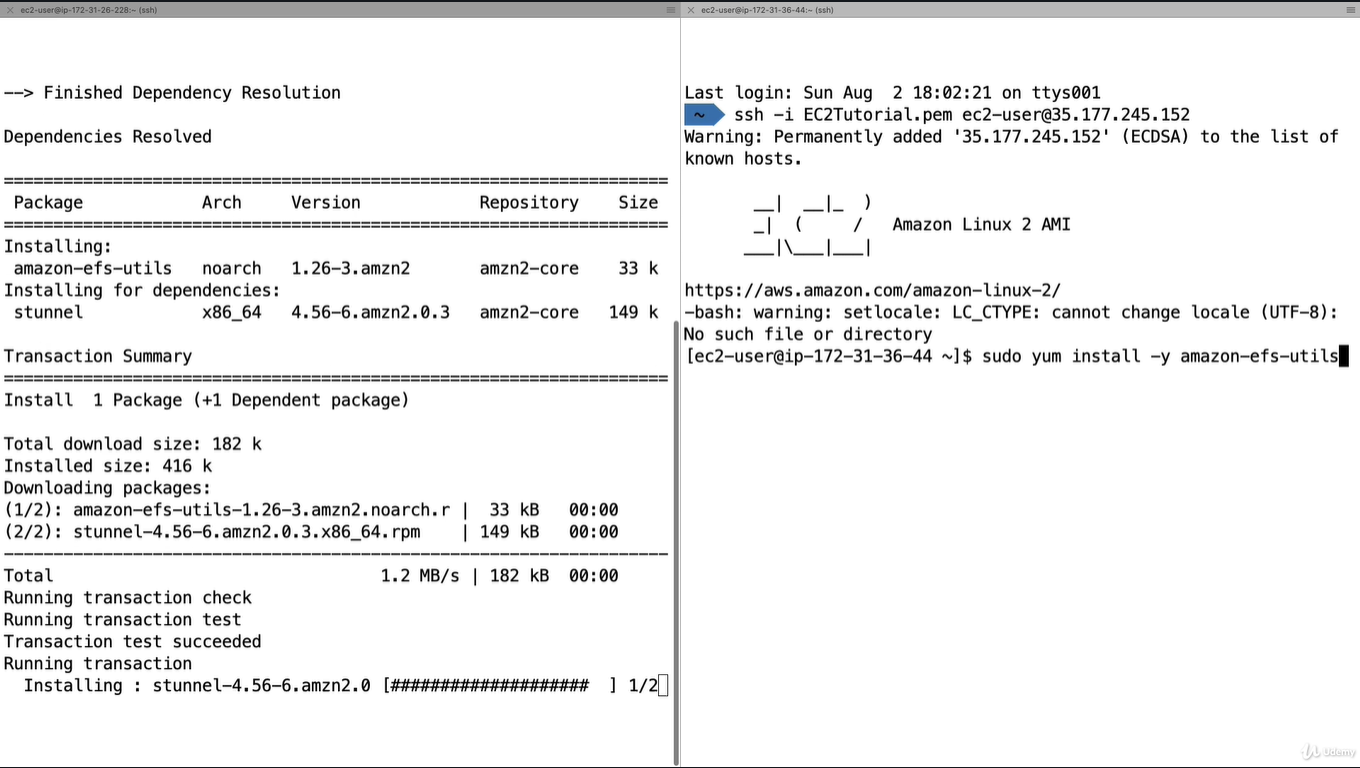 ec2-user@ip-172-31-26-228:~ (ssh)
--> Finished Dependency Resolution
Dependencies Resolved
================================================================
Package Arch Version Repository Size
================================================================
Installing:
amazon-efs-utils noarch 1.26-3.amzn2 amzn2-core 33 k
Installing for dependencies:
stunnel x86_64 4.56-6.amzn2.0.3 amzn2-core 149 k
Transaction Summary
================================================================
Install 1 Package (+1 Dependent package)
Total download size: 182 k
Installed size: 416 k
Downloading packages:
(1/2): amazon-efs-utils-1.26-3.amzn2.noarch.r | 33 kB 00:00
(2/2): stunnel-4.56-6.amzn2.0.3.x86_64.rpm | 149 kB 00:00
----------------------------------------------------------------
Total 1.2 MB/s | 182 kB 00:00
Running transaction check
Running transaction test
Transaction test succeeded
Running transaction
Installing : stunnel-4.56-6.amzn2.0 [#################### ] 1/2
ec2-user@ip-172-31-36-44:~ (ssh)
Last login: Sun Aug 2 18:02:21 on ttys001
~ ssh -i EC2Tutorial.pem ec2-user@35.177.245.152
Warning: Permanently added '35.177.245.152' (ECDSA) to the list of
known hosts.
__| __|_ )
_| ( / Amazon Linux 2 AMI
___|\___|___|
https://aws.amazon.com/amazon-linux-2/
-bash: warning: setlocale: LC_CTYPE: cannot change locale (UTF-8):
No such file or directory
[ec2-user@ip-172-31-36-44 ~]$ sudo yum install -y amazon-efs-utils
Udemy